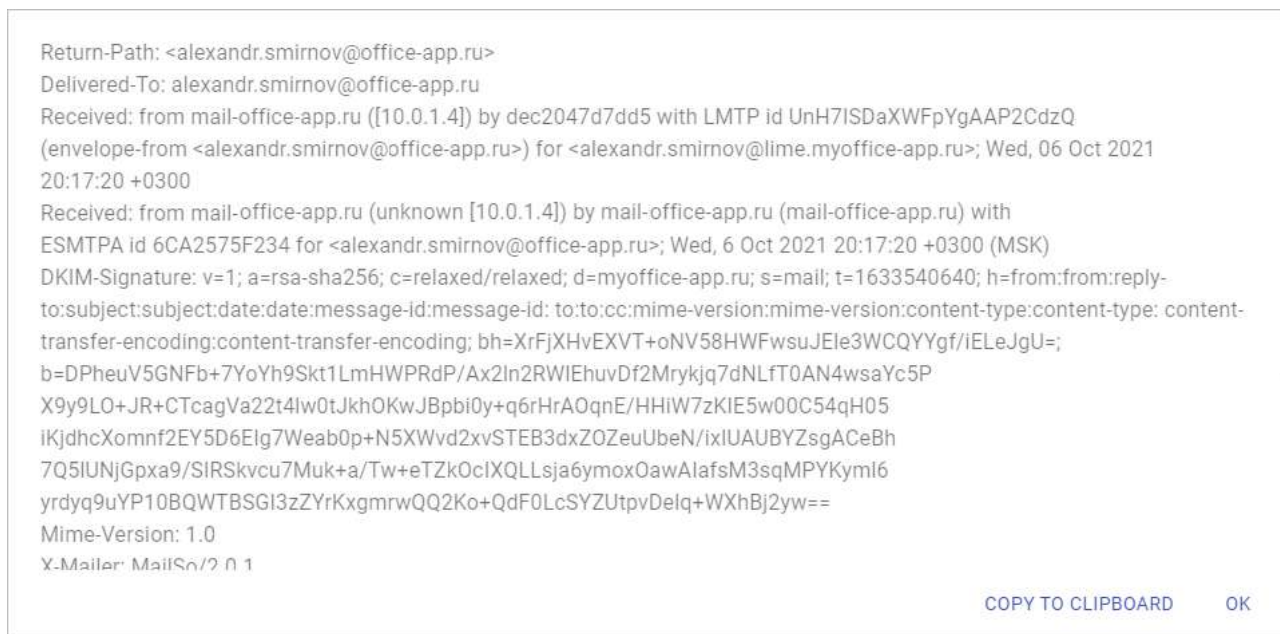 Return-Path: <alexandr.smirnov@office-app.ru>
Delivered-To: alexandr.smirnov@office-app.ru
Received: from mail-office-app.ru ([10.0.1.4]) by dec2047d7dd5 with LMTP id UnH7ISDaXWFpYgAAP2CdzQ
(envelope-from <alexandr.smirnov@office-app.ru>) for <alexandr.smirnov@lime.myoffice-app.ru>; Wed, 06 Oct 2021
20:17:20 +0300
Received: from mail-office-app.ru (unknown [10.0.1.4]) by mail-office-app.ru (mail-office-app.ru) with
ESMTPA id 6CA2575F234 for <alexandr.smirnov@office-app.ru>; Wed, 6 Oct 2021 20:17:20 +0300 (MSK)
DKIM-Signature: v=1; a=rsa-sha256; c=relaxed/relaxed; d=myoffice-app.ru; s=mail; t=1633540640; h=from:from:reply-
to:subject:subject:date:date:message-id:message-id: to:to:cc:mime-version:mime-version:content-type:content-type: content-
transfer-encoding:content-transfer-encoding; bh=XrFjXHvEXVT+oNV58HWFwsuJEIe3WCQYYgf/iELeJgU=;
b=DPheuV5GNFb+7YoYh9Skt1LmHWPRdP/Ax2In2RWIEhuvDf2Mrykjq7dNLfT0AN4wsaYc5P
X9y9LO+JR+CTcagVa22t4Iw0tJkhOKwJBpbi0y+q6rHrAOqnE/HHiW7zKIE5w00C54qH05
iKjdhcXomnf2EY5D6EIg7Weab0p+N5XWvd2xvSTEB3dxZOZeuUbeN/ixIUAUBYZsgACeBh
7Q5IUNjGpxa9/SIRSkvcu7Muk+a/Tw+eTZkOcIXQLLsja6ymoxOawAIafsM3sqMPYKymI6
yrdyq9uYP10BQWTBSGI3zZYrKxgmrwQQ2Ko+QdF0LcSYZUtpvDeIq+WXhBj2yw==
Mime-Version: 1.0
X-Mailer: MailSo/2.0.1
COPY TO CLIPBOARD
OK